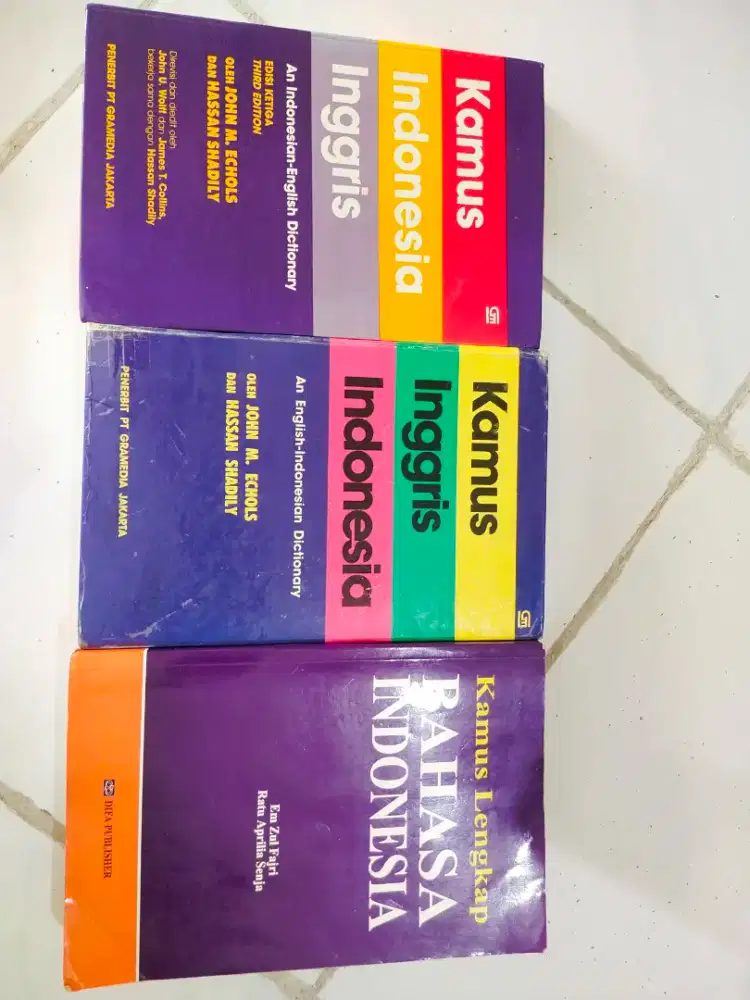 Kamus
Indonesia
Inggris
An Indonesian-English Dictionary
EDISI KETIGA
THIRD EDITION
OLEH JOHN M. ECHOLS
DAN HASSAN SHADILY
Direvisi dan diedit oleh
John U. Wolff dan James T. Collins,
bekerja sama dengan Hassan Shadily
PENERBIT PT GRAMEDIA JAKARTA
Kamus
Inggris
Indonesia
An English-Indonesian Dictionary
OLEH JOHN M. ECHOLS
DAN HASSAN SHADILY
PENERBIT PT GRAMEDIA JAKARTA
Kamus Lengkap
BAHASA
INDONESIA
Em Zul Fajri
Ratu Aprilia Senja
DIFA PUBLISHER